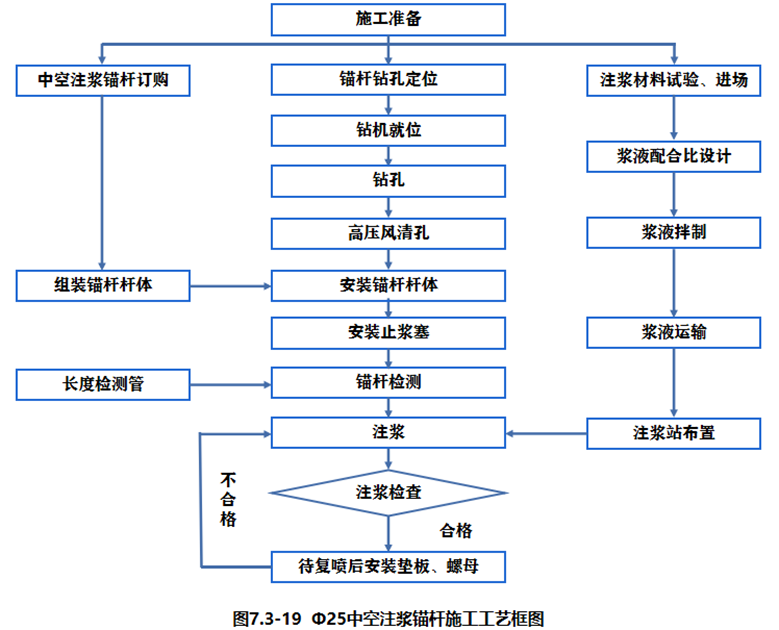 施工准备
中空注浆锚杆订购
锚杆钻孔定位
注浆材料试验、进场
钻机就位
浆液配合比设计
钻孔
高压风清孔
浆液拌制
组装锚杆杆体
安装锚杆杆体
安装止浆塞
浆液运输
长度检测管
锚杆检测
注浆
注浆站布置
不合格
注浆检查
合格
待复喷后安装垫板、螺母
图7.3-19 Φ25中空注浆锚杆施工工艺框图